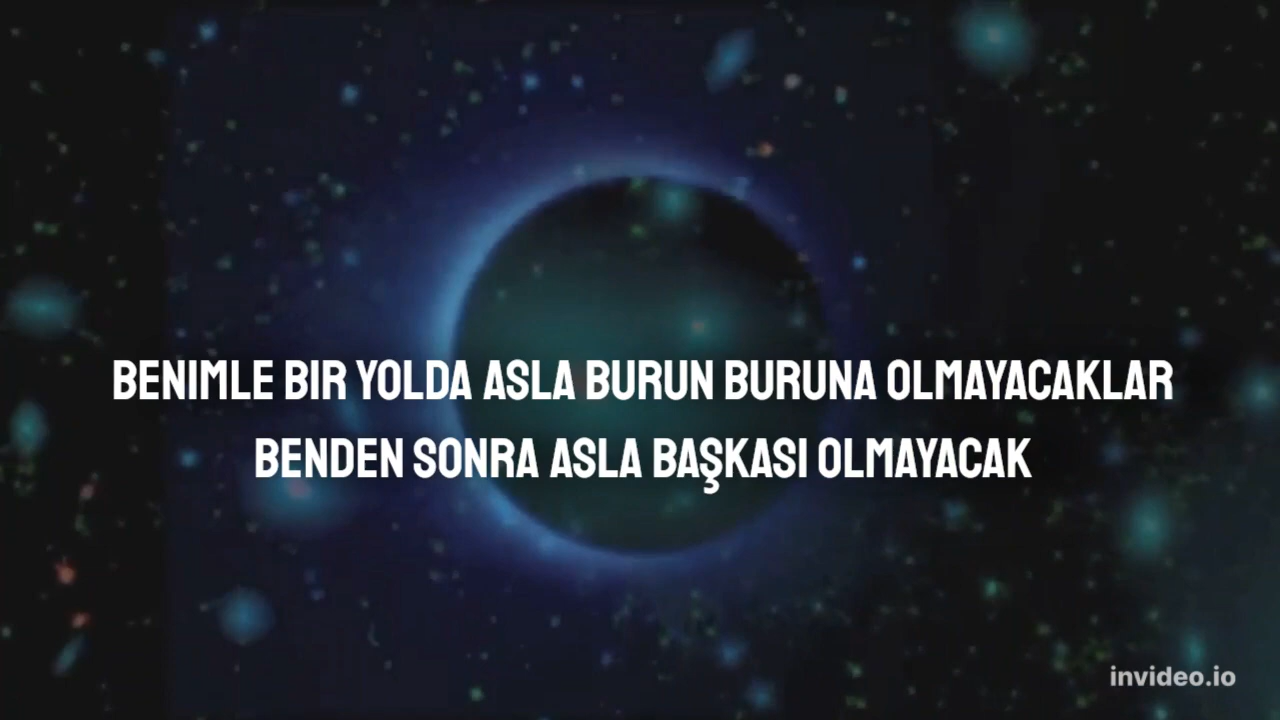 BENIMLE BIR YOLDA ASLA BURUN BURUNA OLMAYACAKLAR
BENDEN SONRA ASLA BAŞKASI OLMAYACAK
invideo.io